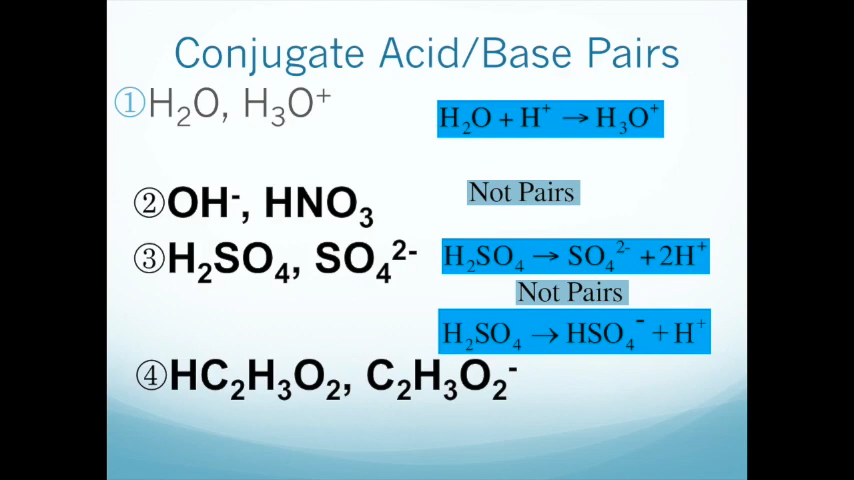 Conjugate Acid/Base Pairs
①H₂O, H₃O⁺
H₂O + H⁺ → H₃O⁺
②OH⁻, HNO₃
Not Pairs
③H₂SO₄, SO₄²⁻
H₂SO₄ → SO₄²⁻ + 2H⁺
Not Pairs
H₂SO₄ → HSO₄⁻ + H⁺
④HC₂H₃O₂, C₂H₃O₂⁻